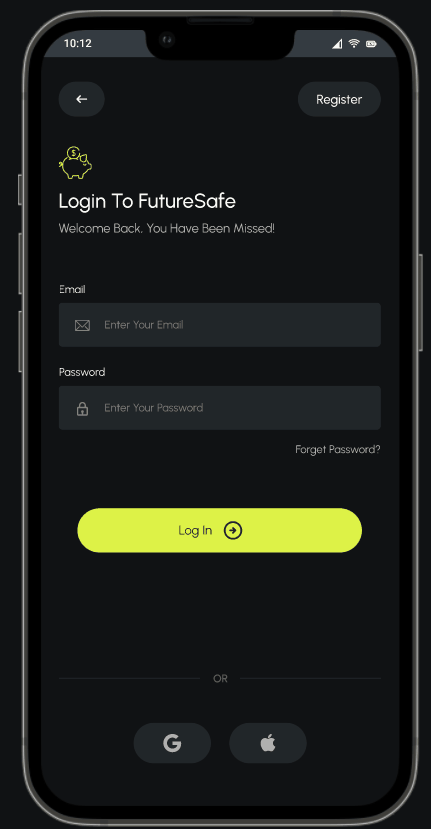 10:12
Register
Login To FutureSafe
Welcome Back. You Have Been Missed!
Email
Enter Your Email
Password
Enter Your Password
Forget Password?
Log In
OR